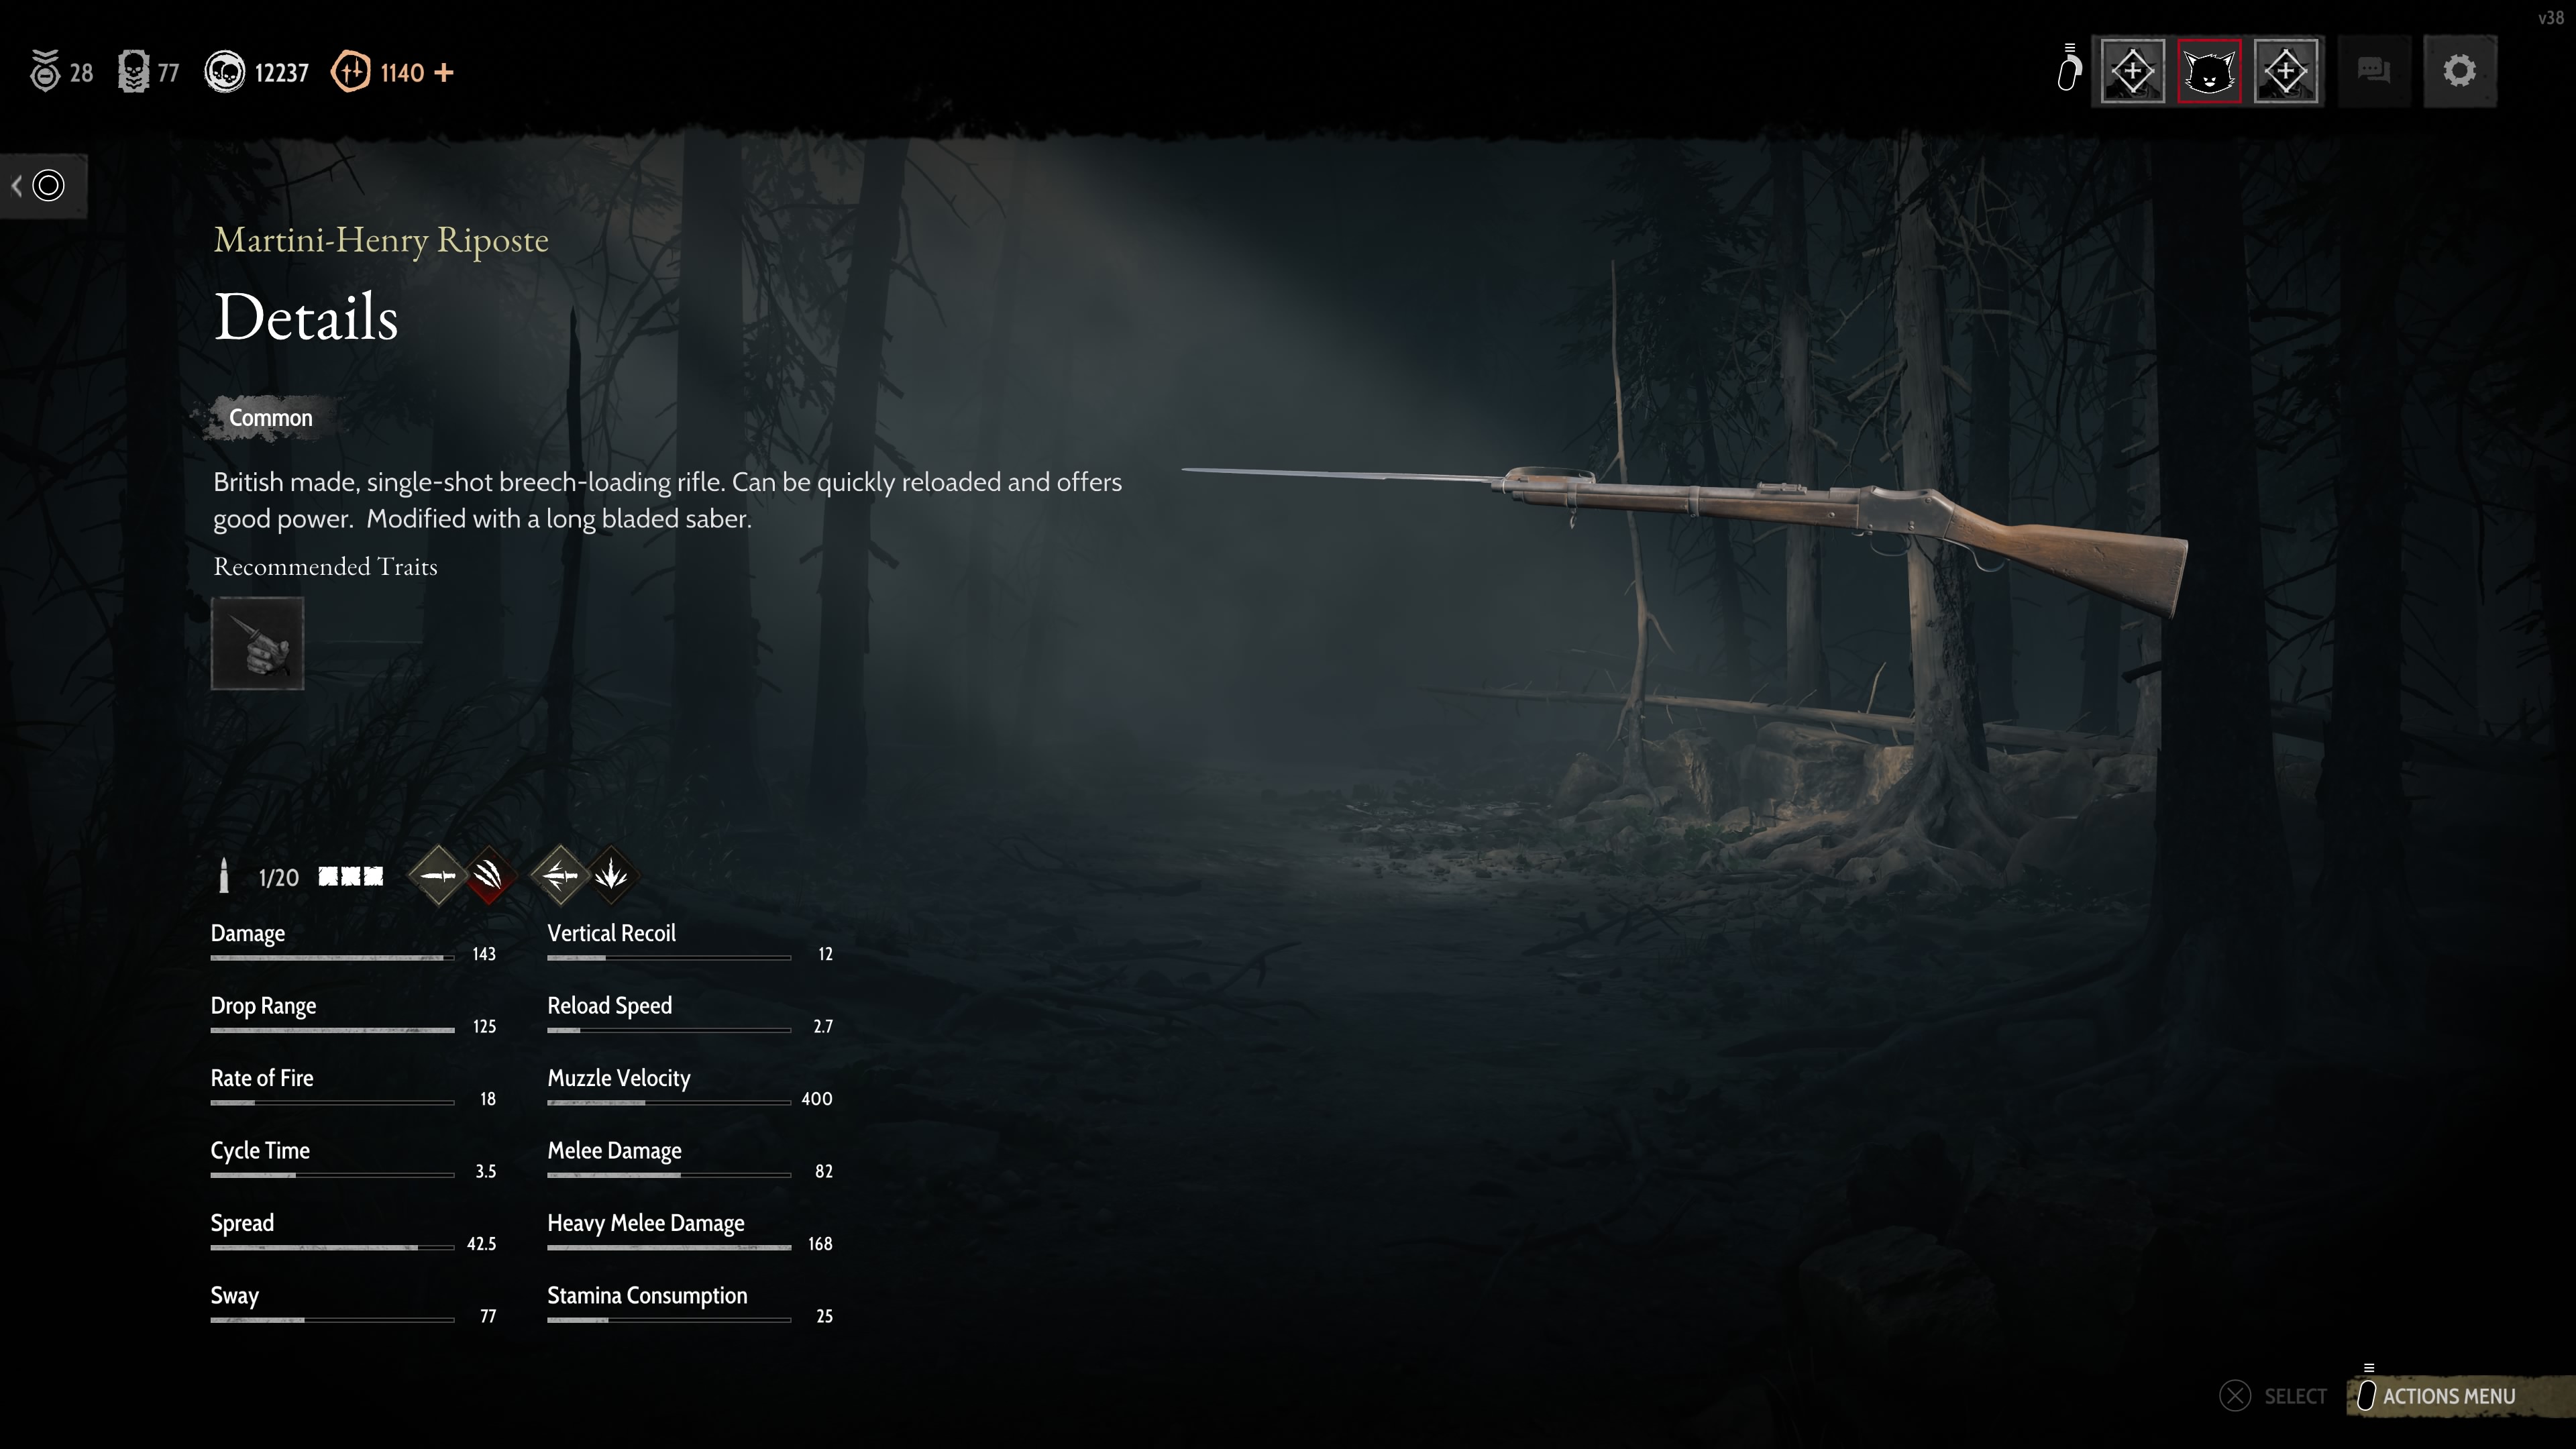 v38
28 77 12237 1140 +
Martini-Henry Riposte
Details
Common
British made, single-shot breech-loading rifle. Can be quickly reloaded and offers
good power.  Modified with a long bladed saber.
Recommended Traits
1/20
Damage 143
Vertical Recoil 12
Drop Range 125
Reload Speed 2.7
Rate of Fire 18
Muzzle Velocity 400
Cycle Time 3.5
Melee Damage 82
Spread 42.5
Heavy Melee Damage 168
Sway 77
Stamina Consumption 25
SELECT ACTIONS MENU